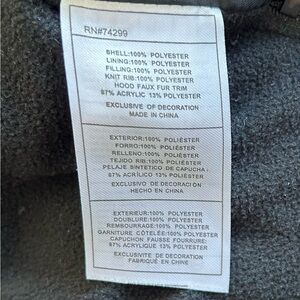 RN#74299
SHELL:100% POLYESTER
LINING:100% POLYESTER
FILLING:100% POLYESTER
KNIT RIB:100% POLYESTER
HOOD FAUX FUR TRIM
87% ACRYLIC 13% POLYESTER
EXCLUSIVE OF DECORATION
MADE IN CHINA
EXTERIOR:100% POLIÉSTER
FORRO:100% POLIÉSTER
RELLENO:100% POLIÉSTER
TEJIDO RIB:100% POLIÉSTER
PELAJE SINTETICO DE CAPUCHA:
87% ACRÍLICO 13% POLIÉSTER
EXCLUSIVO DE DECORACION
HECHO EN CHINA
EXTERIEUR:100% POLYESTER
DOUBLURE:100% POLYESTER
REMBOURRAGE:100% POLYESTER
GARNITURE CÔTELÉE:100% POLYESTER
CAPUCHON FAUSSE FOURRURE:
87% ACRYLIQUE 13% POLYESTER
EXCLUSIVITE DE DECORATION
FABRIQUÉ EN CHINE